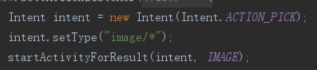 Intent intent = new Intent(Intent.ACTION_PICK);
intent.setType("image/*");
startActivityForResult(intent, IMAGE);